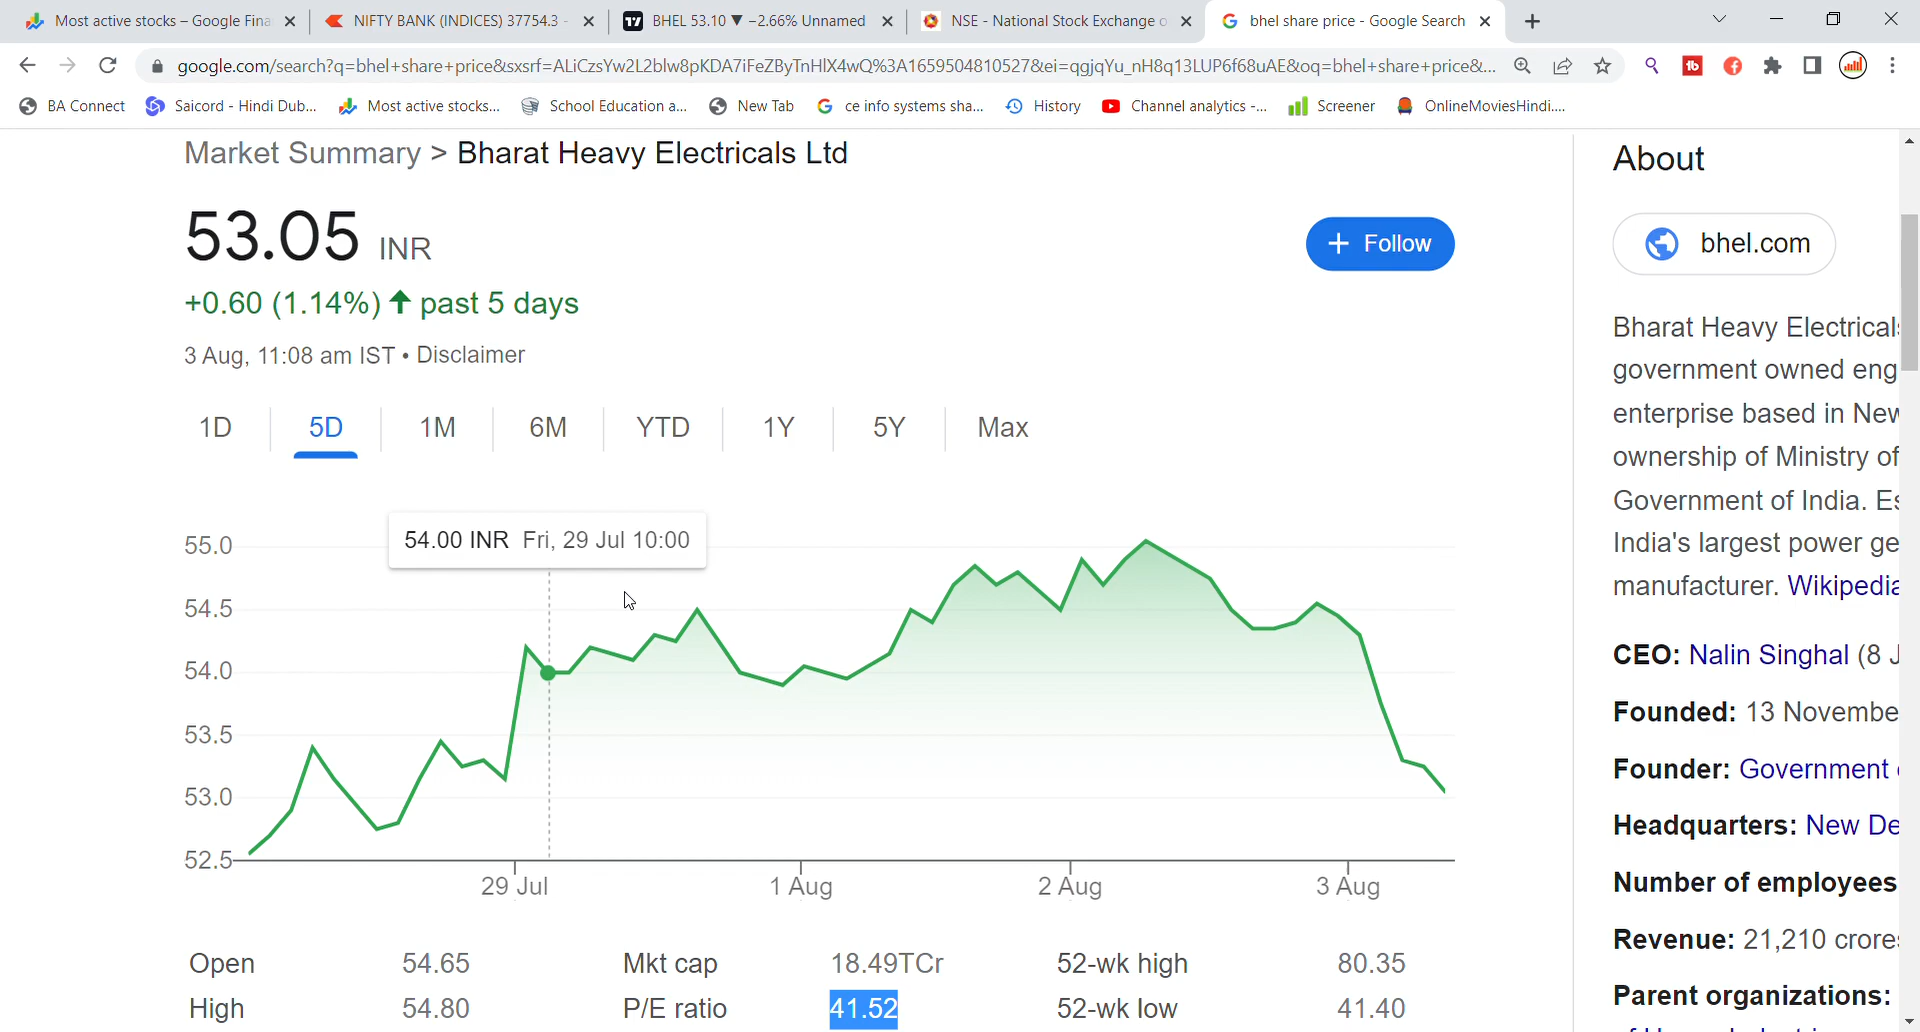 Most active stocks – Google Fina
NIFTY BANK (INDICES) 37754.3 -
BHEL 53.10 ▼ −2.66% Unnamed
NSE - National Stock Exchange o
bhel share price - Google Search
google.com/search?q=bhel+share+price&sxsrf=ALiCzsYw2L2blw8pKDA7iFeZByTnHlX4wQ%3A1659504810527&ei=qgjqYu_nH8q13LUP6f68uAE&oq=bhel+share+price&...
BA Connect
Saicord - Hindi Dub...
Most active stocks...
School Education a...
New Tab
ce info systems sha...
History
Channel analytics -...
Screener
OnlineMoviesHindi....
Market Summary > Bharat Heavy Electricals Ltd
53.05 INR
+ Follow
+0.60 (1.14%) ↑ past 5 days
3 Aug, 11:08 am IST • Disclaimer
1D 5D 1M 6M YTD 1Y 5Y Max
54.00 INR Fri, 29 Jul 10:00
55.0
54.5
54.0
53.5
53.0
52.5
29 Jul 1 Aug 2 Aug 3 Aug
Open 54.65 Mkt cap 18.49TCr 52-wk high 80.35
High 54.80 P/E ratio 41.52 52-wk low 41.40
About
bhel.com
Bharat Heavy Electricals
government owned eng
enterprise based in New
ownership of Ministry of
Government of India. Es
India's largest power ge
manufacturer. Wikipedia
CEO: Nalin Singhal (8 J
Founded: 13 Novembe
Founder: Government
Headquarters: New De
Number of employees
Revenue: 21,210 crores
Parent organizations: